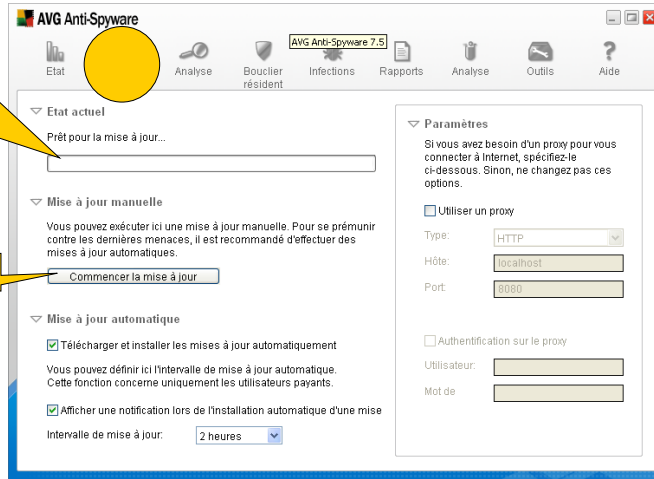 AVG Anti-Spyware
AVG Anti-Spyware 7.5
Etat
Analyse
Bouclier
résident
Infections
Rapports
Analyse
Outils
Aide
Etat actuel
Prêt pour la mise à jour...
Mise à jour manuelle
Vous pouvez exécuter ici une mise à jour manuelle. Pour se prémunir
contre les dernières menaces, il est recommandé d'effectuer des
mises à jour automatiques.
Commencer la mise à jour
Mise à jour automatique
Télécharger et installer les mises à jour automatiquement
Vous pouvez définir ici l'intervalle de mise à jour automatique.
Cette fonction concerne uniquement les utilisateurs payants.
Afficher une notification lors de l'installation automatique d'une mise
Intervalle de mise à jour:
2 heures
Paramètres
Si vous avez besoin d'un proxy pour vous
connecter à Internet, spécifiez-le
ci-dessous. Sinon, ne changez pas ces
options.
Utiliser un proxy
Type:
HTTP
Hôte:
localhost
Port:
8080
Authentification sur le proxy
Utilisateur:
Mot de